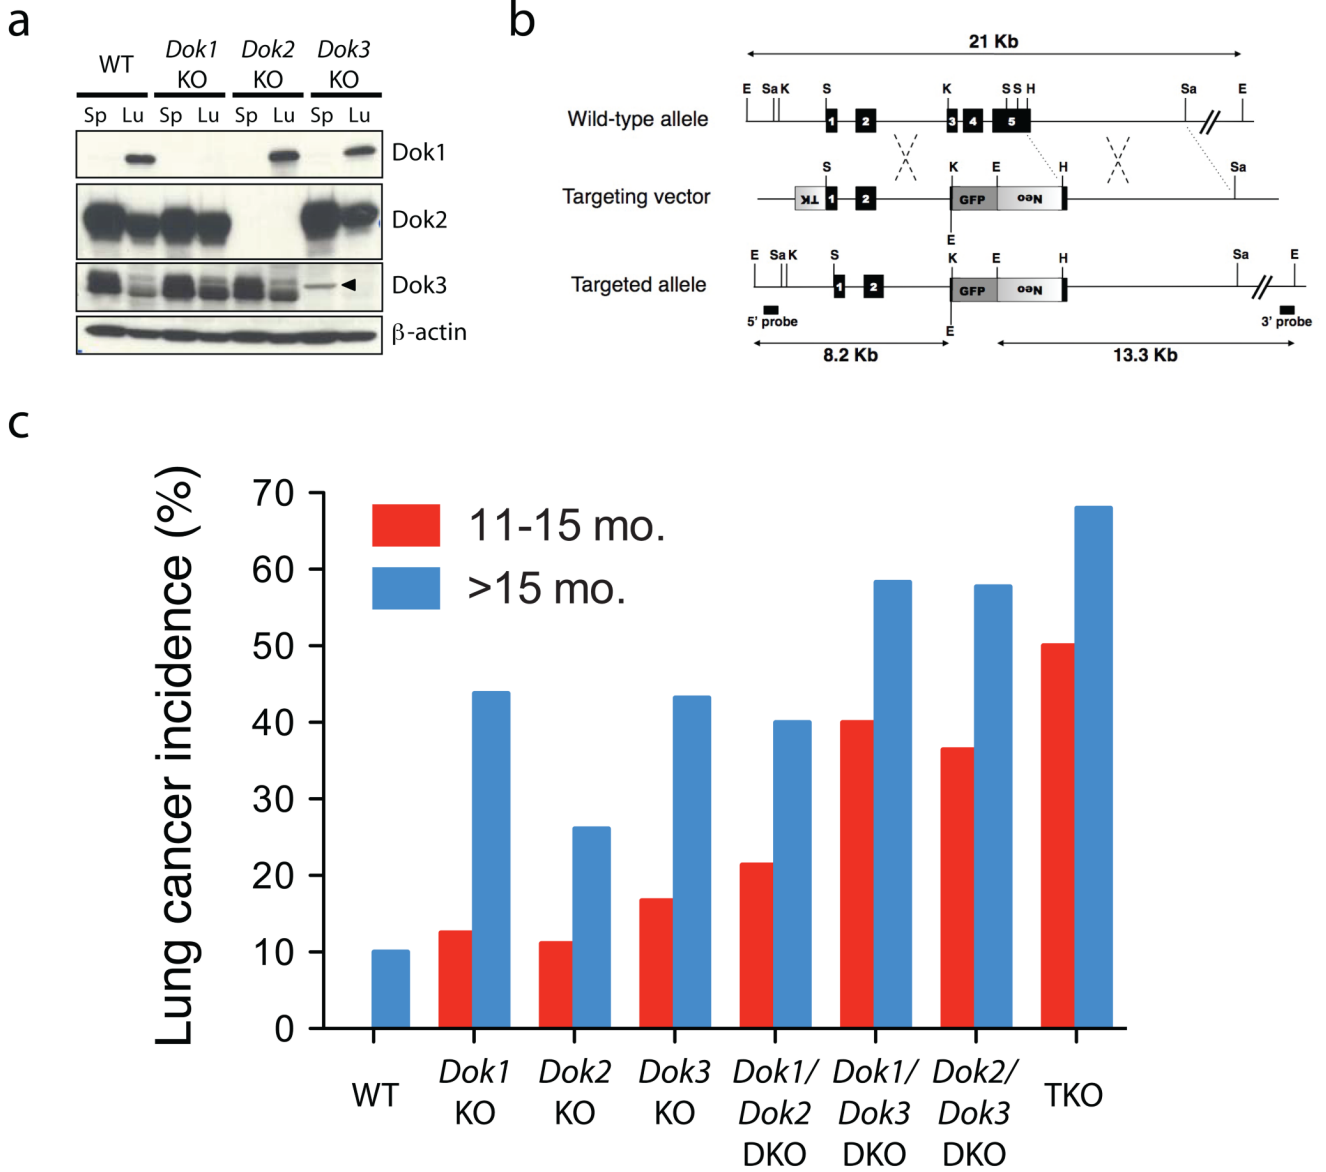 a
WT
Dok1
KO
Dok2
KO
Dok3
KO
Sp Lu Sp Lu Sp Lu Sp Lu
Dok1
Dok2
Dok3
β-actin
b
21 Kb
E Sa K S K S S H Sa E
Wild-type allele
1 2 3 4 5
S K E H Sa
Targeting vector
TK 1 2 GFP Neo
E
E Sa K S K E H Sa E
Targeted allele
1 2 GFP Neo
5' probe
E
3' probe
8.2 Kb
13.3 Kb
c
Lung cancer incidence (%)
70
60
50
40
30
20
10
0
11-15 mo.
>15 mo.
WT
Dok1
KO
Dok2
KO
Dok3
KO
Dok1/
Dok2
DKO
Dok1/
Dok3
DKO
Dok2/
Dok3
DKO
TKO